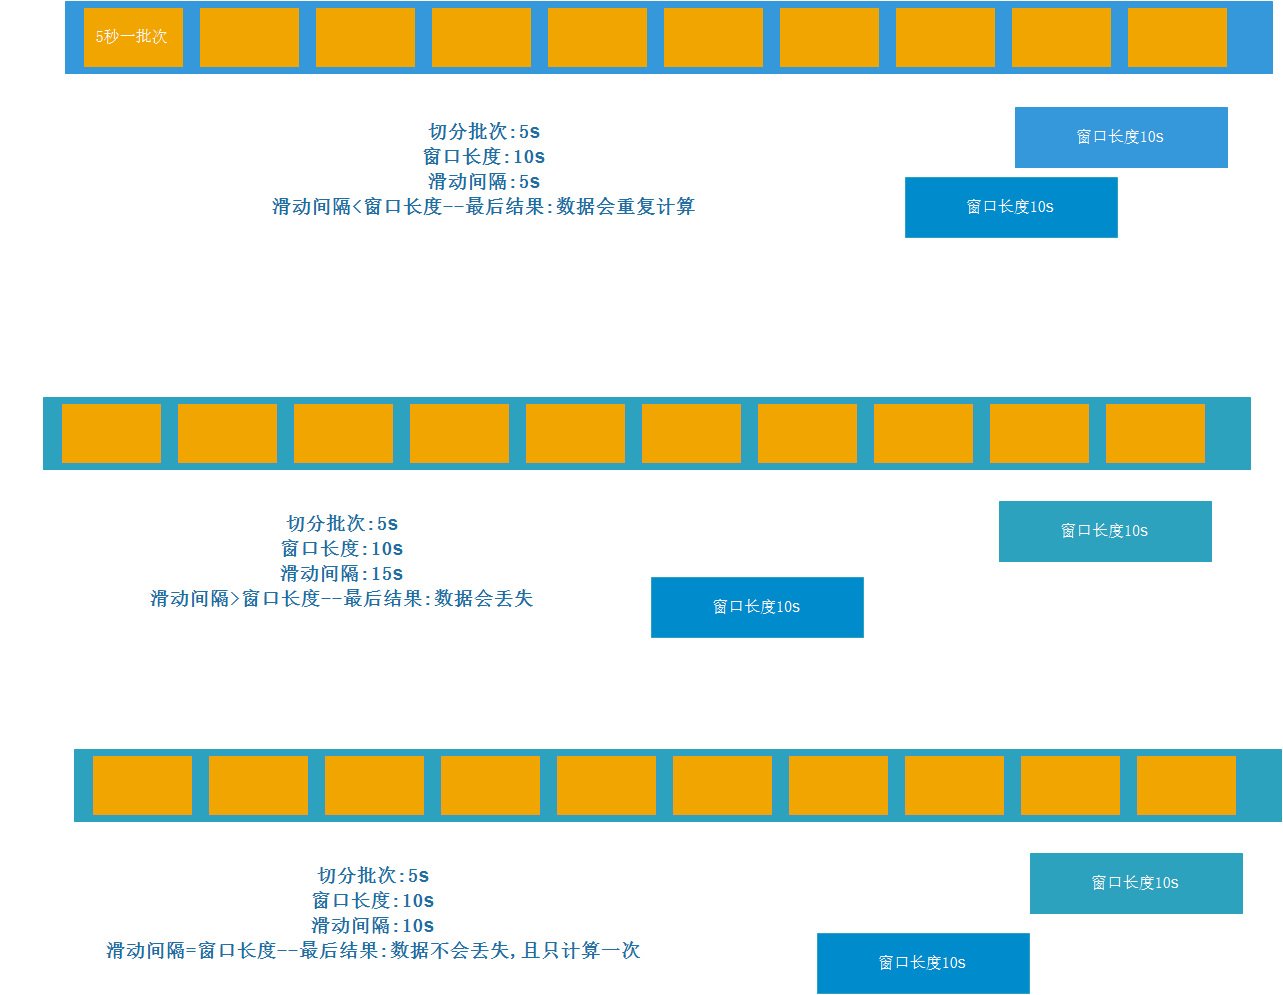 5秒一批次
窗口长度10s
切分批次:5s
窗口长度:10s
滑动间隔:5s
滑动间隔<窗口长度--最后结果:数据会重复计算
窗口长度10s
窗口长度10s
切分批次:5s
窗口长度:10s
滑动间隔:15s
滑动间隔>窗口长度--最后结果:数据会丢失
窗口长度10s
窗口长度10s
切分批次:5s
窗口长度:10s
滑动间隔:10s
滑动间隔=窗口长度--最后结果:数据不会丢失,且只计算一次
窗口长度10s